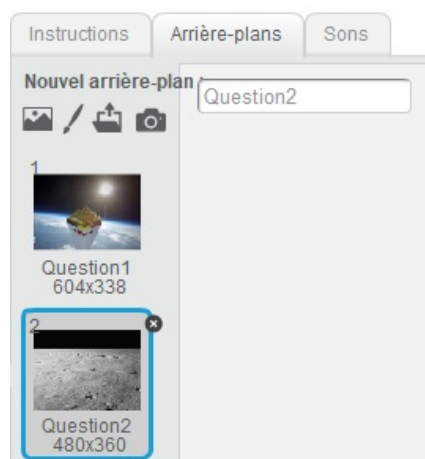 Instructions
Arrière-plans
Sons
Nouvel arrière-plan :
Question2
1
Question1
604x338
2
Question2
480x360